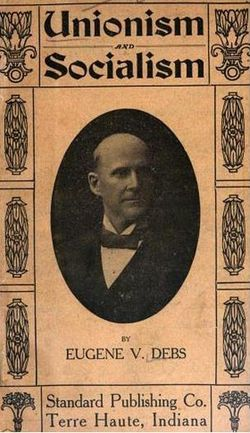 Unionism
AND
Socialism
BY
EUGENE V. DEBS
Standard Publishing Co.
Terre Haute, Indiana